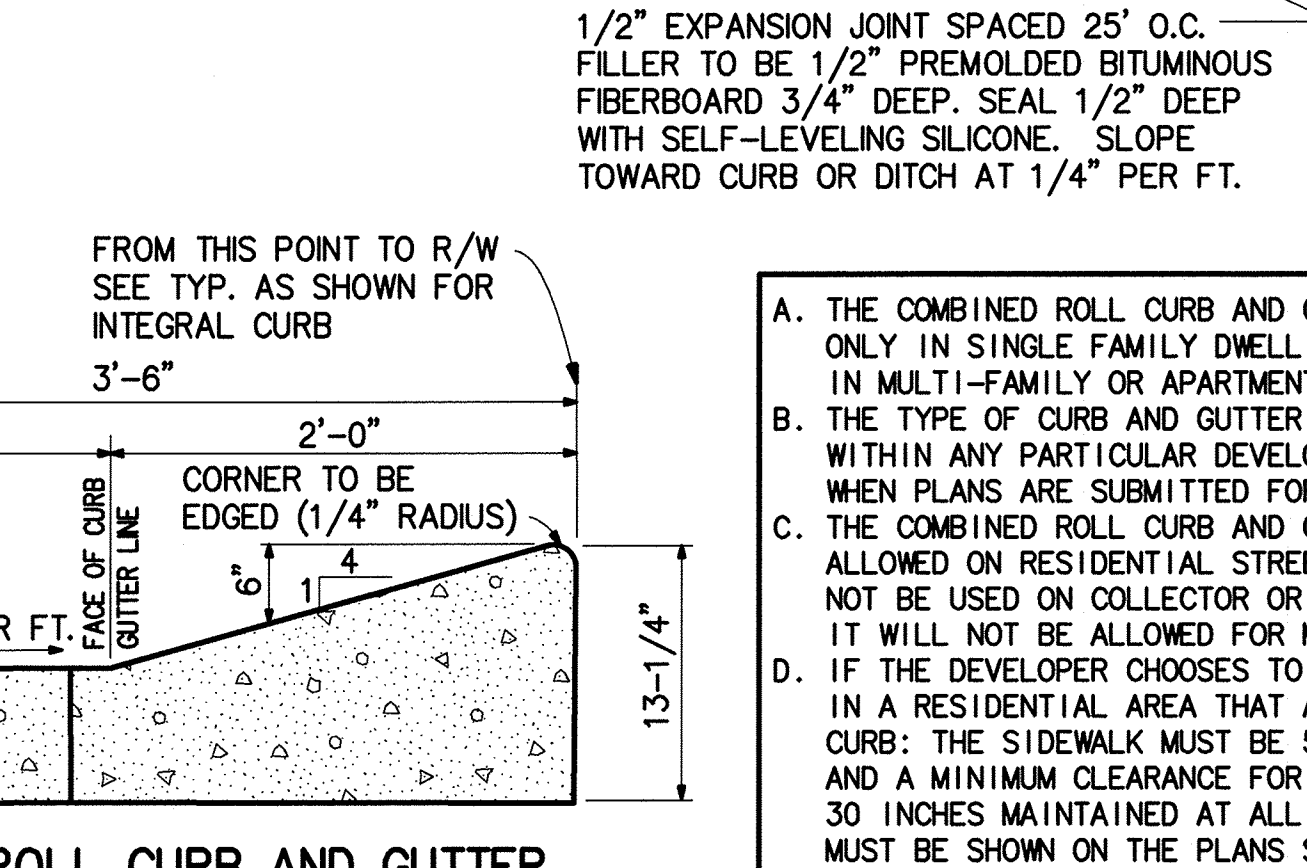 1/2" EXPANSION JOINT SPACED 25' O.C.
FILLER TO BE 1/2" PREMOLDED BITUMINOUS
FIBERBOARD 3/4" DEEP. SEAL 1/2" DEEP
WITH SELF-LEVELING SILICONE. SLOPE
TOWARD CURB OR DITCH AT 1/4" PER FT.
FROM THIS POINT TO R/W
SEE TYP. AS SHOWN FOR
INTEGRAL CURB
3'-6"
2'-0"
CORNER TO BE
EDGED (1/4" RADIUS)
FACE OF CURB
GUTTER LINE
6"
4
1
13-1/4"
R FT.
ROLL CURB AND GUTTER
A. THE COMBINED ROLL CURB AND
ONLY IN SINGLE FAMILY DWELL
IN MULTI-FAMILY OR APARTMENT
B. THE TYPE OF CURB AND GUTTER
WITHIN ANY PARTICULAR DEVELO
WHEN PLANS ARE SUBMITTED FOR
C. THE COMBINED ROLL CURB AND
ALLOWED ON RESIDENTIAL STREE
NOT BE USED ON COLLECTOR OR
IT WILL NOT BE ALLOWED FOR
D. IF THE DEVELOPER CHOOSES TO
IN A RESIDENTIAL AREA THAT A
CURB: THE SIDEWALK MUST BE 5
AND A MINIMUM CLEARANCE FOR
30 INCHES MAINTAINED AT ALL
MUST BE SHOWN ON THE PLANS S